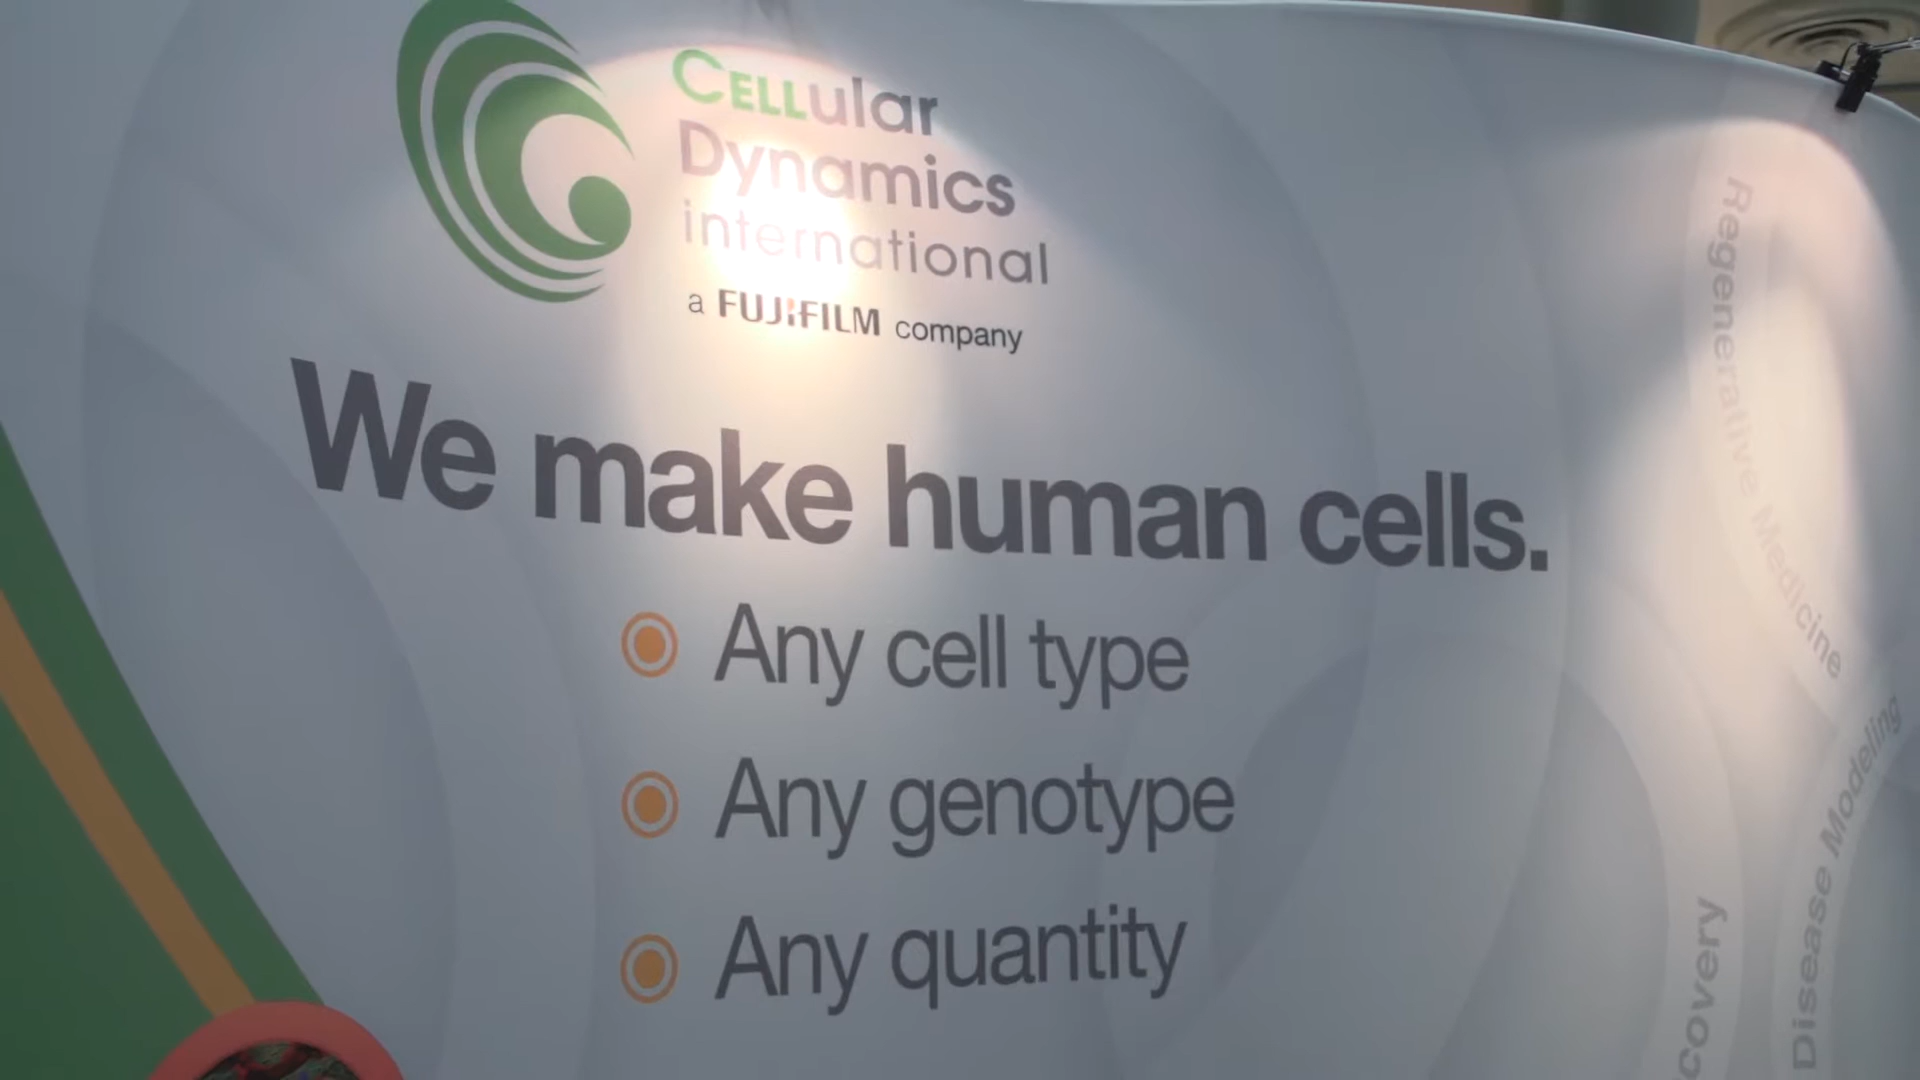 CELLular
Dynamics
international
a FUJIFILM company
We make human cells.
Any cell type
Any genotype
Any quantity
Regenerative Medicine
Disease Modeling
covery